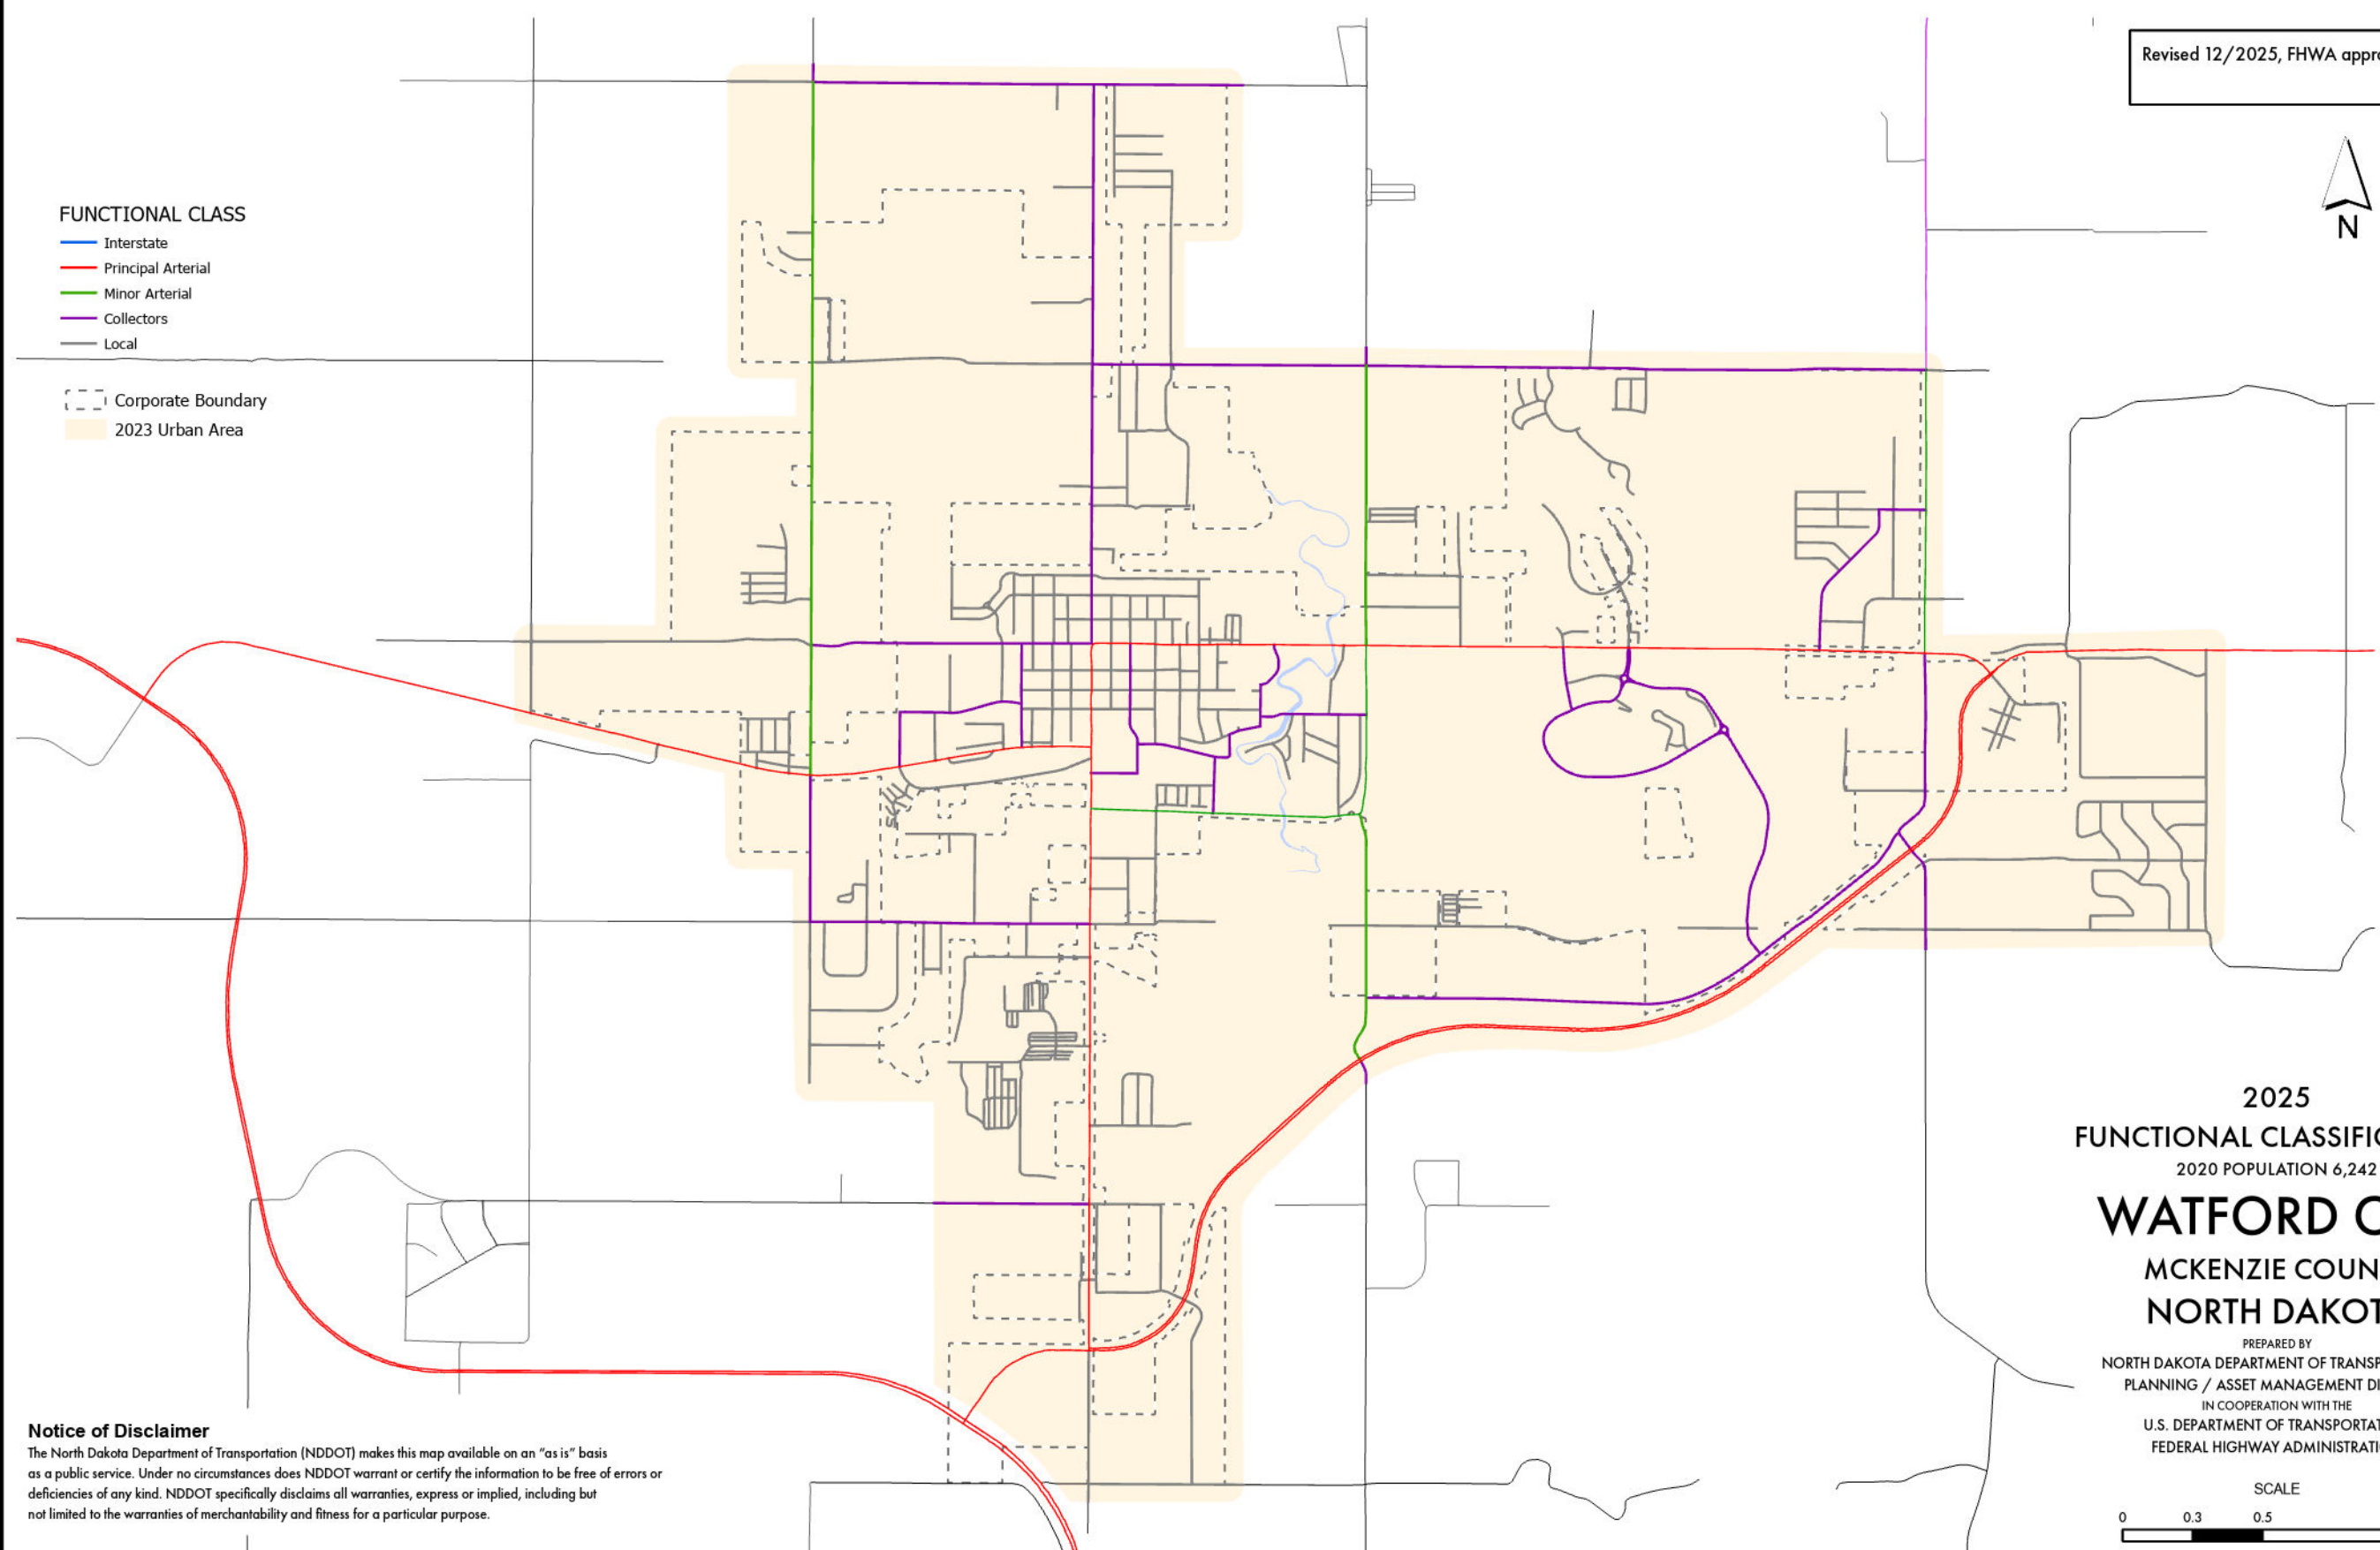 Revised 12/2025, FHWA appr
N
FUNCTIONAL CLASS
Interstate
Principal Arterial
Minor Arterial
Collectors
Local
Corporate Boundary
2023 Urban Area
2025
FUNCTIONAL CLASSIFI
2020 POPULATION 6,242
WATFORD
MCKENZIE COUN
NORTH DAKOT
PREPARED BY
NORTH DAKOTA DEPARTMENT OF TRANSP
PLANNING / ASSET MANAGEMENT DI
IN COOPERATION WITH THE
U.S. DEPARTMENT OF TRANSPORTAT
FEDERAL HIGHWAY ADMINISTRATI
SCALE
0 0.3 0.5
Notice of Disclaimer
The North Dakota Department of Transportation (NDDOT) makes this map available on an “as is” basis
as a public service. Under no circumstances does NDDOT warrant or certify the information to be free of errors or
deficiencies of any kind. NDDOT specifically disclaims all warranties, express or implied, including but
not limited to the warranties of merchantability and fitness for a particular purpose.